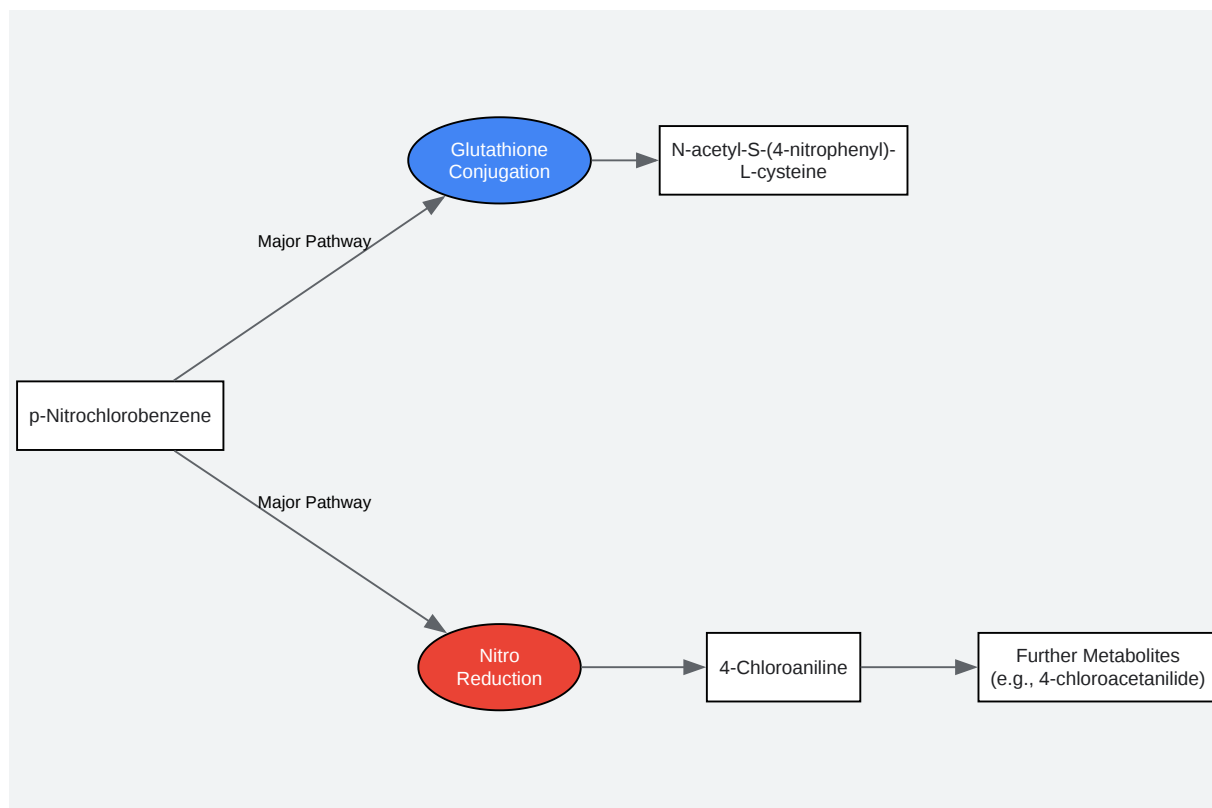 Glutathione
Conjugation
N-acetyl-S-(4-nitrophenyl)-
L-cysteine
Major Pathway
p-Nitrochlorobenzene
Major Pathway
Nitro
Reduction
4-Chloroaniline
Further Metabolites
(e.g., 4-chloroacetanilide)